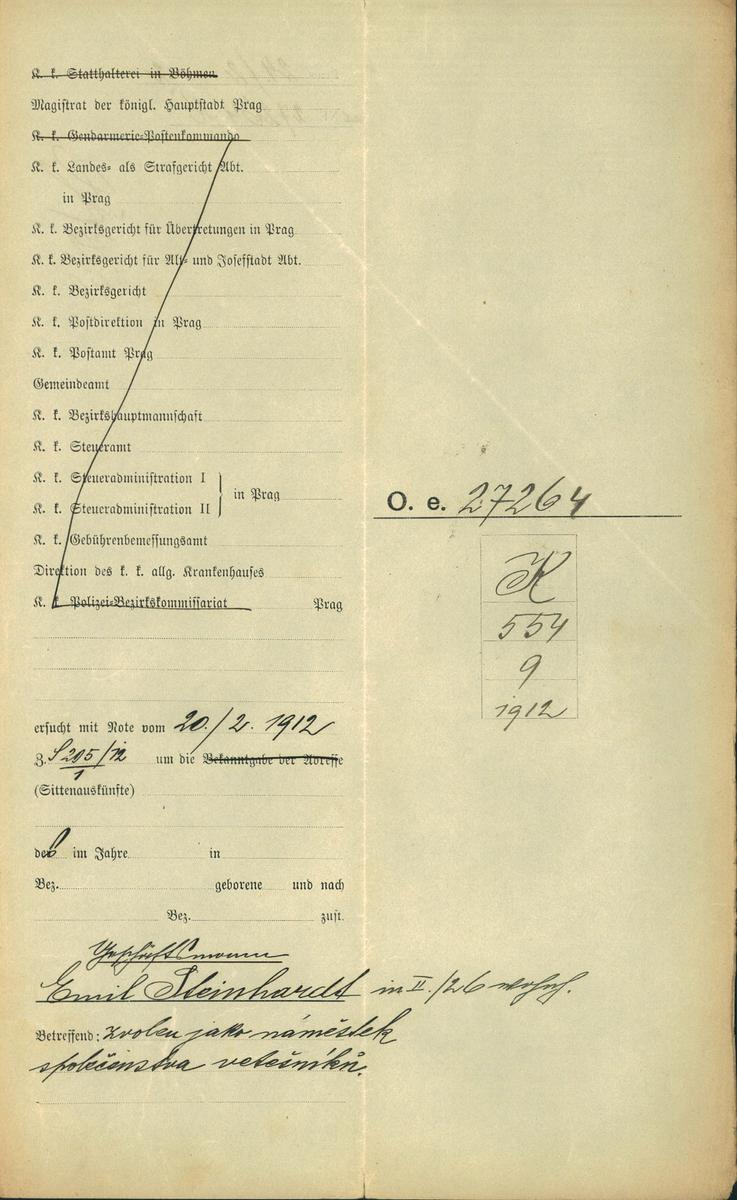 K. k. Statthalterei in Böhmen
Magistrat der königl. Hauptstadt Prag
K. k. Gendarmerie-Postenkommando
K. k. Landes- als Strafgericht Abt.
in Prag
K. k. Bezirksgericht für Übertretungen in Prag
K. k. Bezirksgericht für Alt- und Josefstadt Abt.
K. k. Bezirksgericht
K. k. Postdirektion in Prag
K. k. Postamt Prag
Gemeindeamt
K. k. Bezirkshauptmannschaft
K. k. Steueramt
K. k. Steueradministration I
K. k. Steueradministration II
in Prag
K. k. Gebührenbemessungsamt
Direktion des k. k. allg. Krankenhauses
K. k. Polizei-Bezirkskommissariat Prag
ersucht mit Note vom 20./2. 1912
Z. S 205/12 um die Bekanntgabe der Adresse
1
(Sittenauskünfte)
des im Jahre in
Bez. geborene und nach
Bez. zust.
Geschäftsmann
Emil Steinhardt in II./26 wohnh.
Betreffend: zvolen jako náměstek
společenstva vetešníků.
O. e. 27264
K
554
9
1912